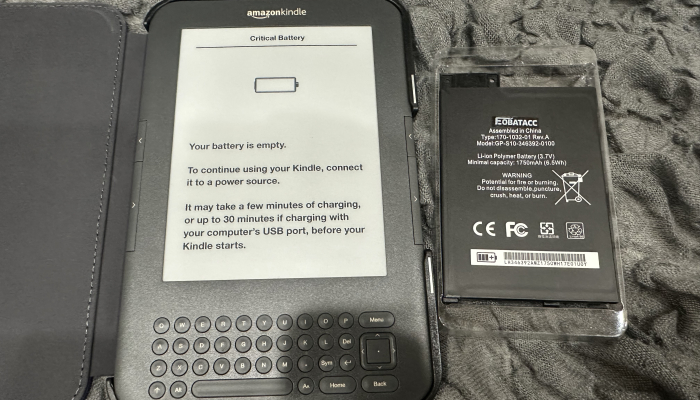 amazonkindle
Critical Battery
Your battery is empty.
To continue using your Kindle, connect
it to a power source.
It may take a few minutes of charging,
or up to 30 minutes if charging with
your computer's USB port, before your
Kindle starts.
Q W E R T Y U I O P Menu
A S D F G H J K L Del
Z X C V B N M . Sym
Alt Aa Home Back
EOBATACC
Assembled in China
Type:170-1032-01 Rev.A
Model:GP-S10-346392-0100
Li-ion Polymer Battery (3.7V)
Minimal capacity: 1750mAh (6.5Wh)
WARNING
Potential for fire or burning.
Do not disassemble,puncture,
crush, heat, or burn.
CE FC